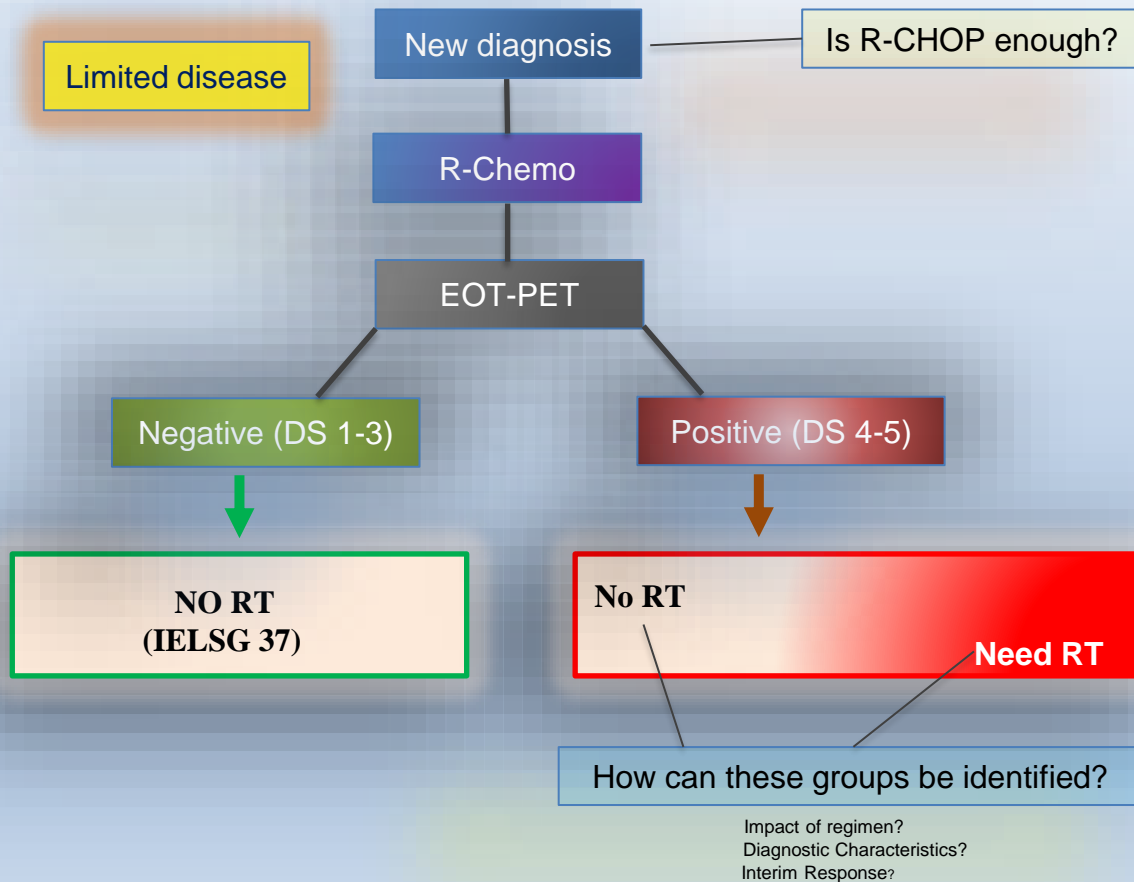 New diagnosis
Is R-CHOP enough?
Limited disease
R-Chemo
EOT-PET
Negative (DS 1-3)
Positive (DS 4-5)
NO RT
(IELSG 37)
No RT
Need RT
How can these groups be identified?
Impact of regimen?
Diagnostic Characteristics?
Interim Response?